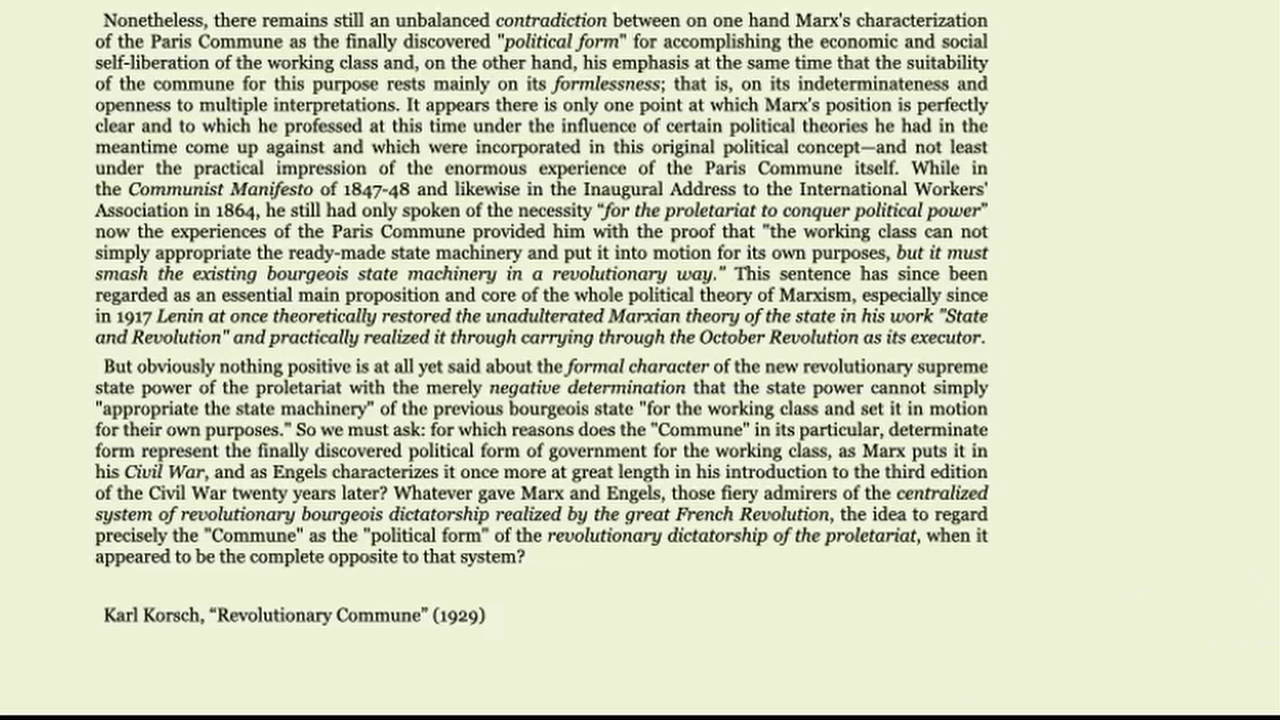 Nonetheless, there remains still an unbalanced contradiction between on one hand Marx's characterization
of the Paris Commune as the finally discovered "political form" for accomplishing the economic and social
self-liberation of the working class and, on the other hand, his emphasis at the same time that the suitability
of the commune for this purpose rests mainly on its formlessness; that is, on its indeterminateness and
openness to multiple interpretations. It appears there is only one point at which Marx's position is perfectly
clear and to which he professed at this time under the influence of certain political theories he had in the
meantime come up against and which were incorporated in this original political concept—and not least
under the practical impression of the enormous experience of the Paris Commune itself. While in
the Communist Manifesto of 1847-48 and likewise in the Inaugural Address to the International Workers'
Association in 1864, he still had only spoken of the necessity “for the proletariat to conquer political power”
now the experiences of the Paris Commune provided him with the proof that "the working class can not
simply appropriate the ready-made state machinery and put it into motion for its own purposes, but it must
smash the existing bourgeois state machinery in a revolutionary way." This sentence has since been
regarded as an essential main proposition and core of the whole political theory of Marxism, especially since
in 1917 Lenin at once theoretically restored the unadulterated Marxian theory of the state in his work "State
and Revolution" and practically realized it through carrying through the October Revolution as its executor.
But obviously nothing positive is at all yet said about the formal character of the new revolutionary supreme
state power of the proletariat with the merely negative determination that the state power cannot simply
"appropriate the state machinery" of the previous bourgeois state "for the working class and set it in motion
for their own purposes." So we must ask: for which reasons does the "Commune" in its particular, determinate
form represent the finally discovered political form of government for the working class, as Marx puts it in
his Civil War, and as Engels characterizes it once more at great length in his introduction to the third edition
of the Civil War twenty years later? Whatever gave Marx and Engels, those fiery admirers of the centralized
system of revolutionary bourgeois dictatorship realized by the great French Revolution, the idea to regard
precisely the "Commune" as the "political form" of the revolutionary dictatorship of the proletariat, when it
appeared to be the complete opposite to that system?
Karl Korsch, “Revolutionary Commune” (1929)